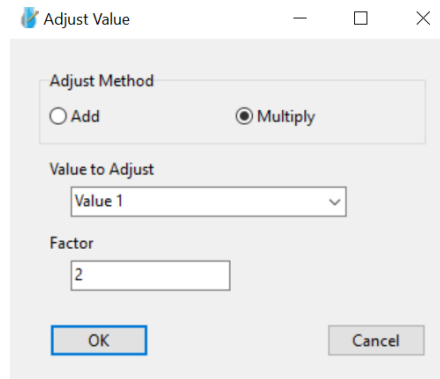 Adjust Value
Adjust Method
Add Multiply
Value to Adjust
Value 1
Factor
2
OK Cancel